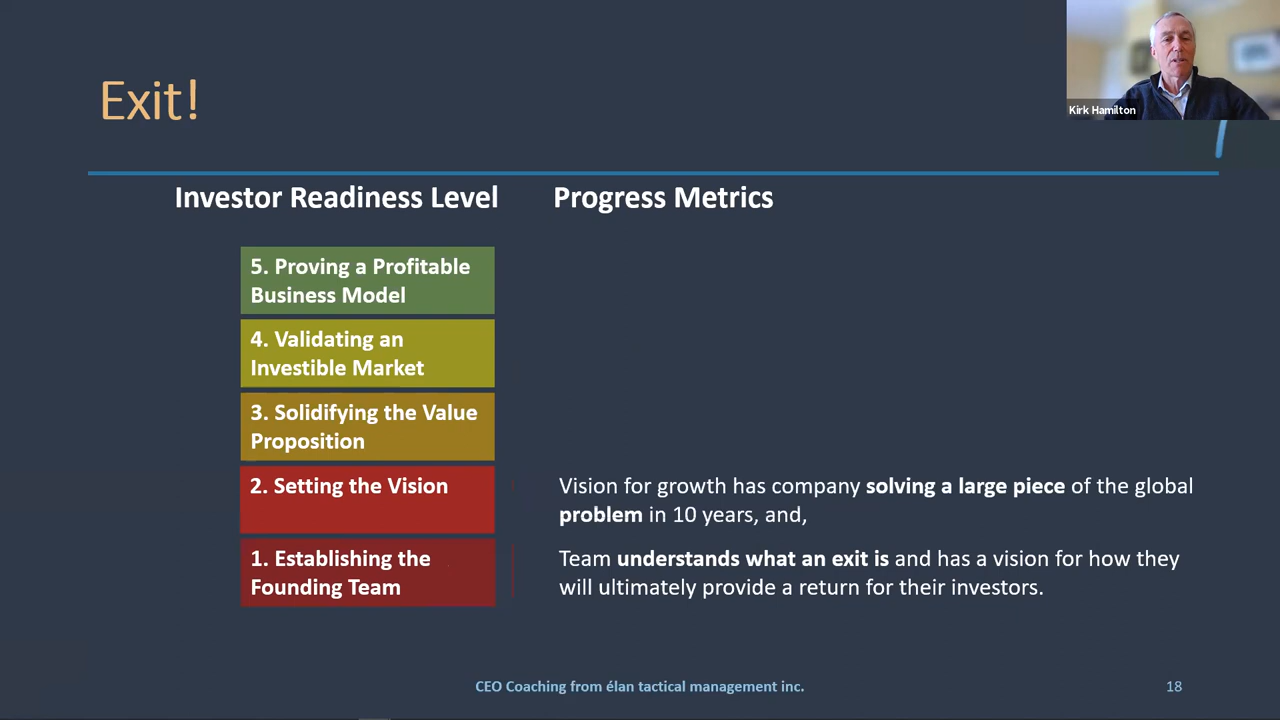 Exit!
Kirk Hamilton
Investor Readiness Level
Progress Metrics
5. Proving a Profitable
Business Model
4. Validating an
Investible Market
3. Solidifying the Value
Proposition
2. Setting the Vision
Vision for growth has company solving a large piece of the global
problem in 10 years, and,
1. Establishing the
Founding Team
Team understands what an exit is and has a vision for how they
will ultimately provide a return for their investors.
CEO Coaching from élan tactical management inc.
18